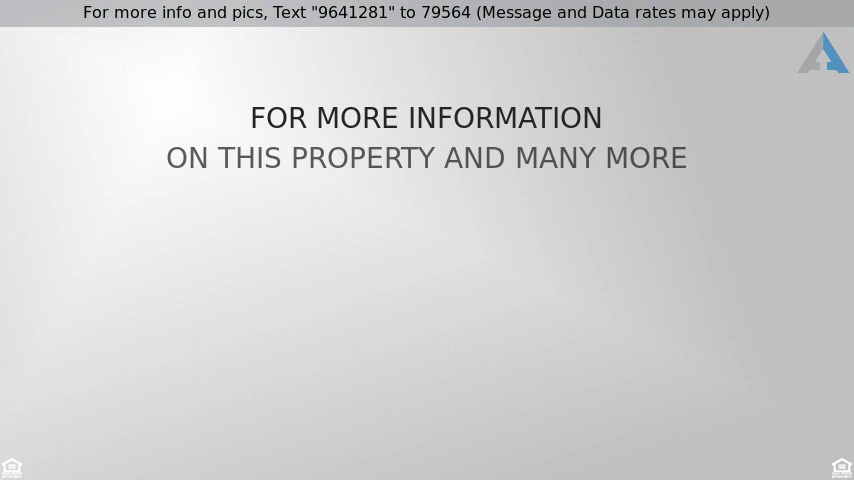 For more info and pics, Text "9641281" to 79564 (Message and Data rates may apply)
FOR MORE INFORMATION
ON THIS PROPERTY AND MANY MORE